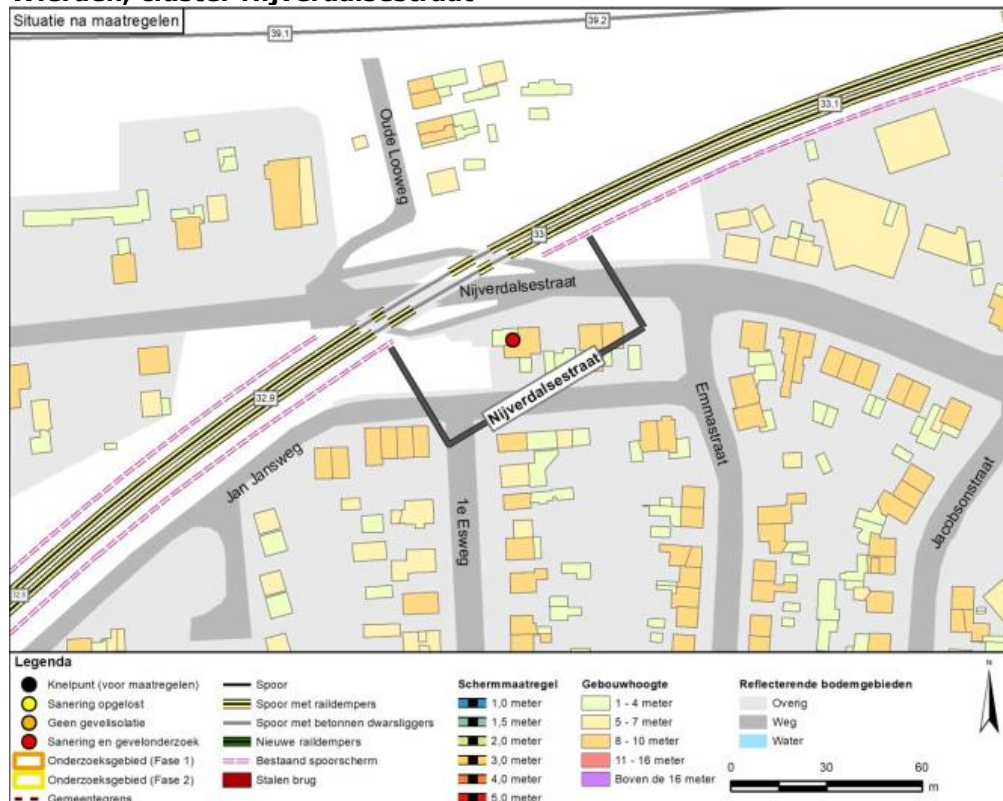 Wierden, cluster Nijverdalsestraat
Situatie na maatregelen
39.1
39.2
33.1
Oude Looweg
33
Nijverdalsestraat
Nijverdalsestraat
32.9
Emmastraat
Jan Jansweg
1e Esweg
Jacobsonstraat
Legenda
Knelpunt (voor maatregelen)
Sanering opgelost
Geen gevelisolatie
Sanering en gevelonderzoek
Onderzoeksgebied (Fase 1)
Onderzoeksgebied (Fase 2)
Gemeentegrens
Spoor
Spoor met raildempers
Spoor met betonnen dwarsliggers
Nieuwe raildempers
Bestaand spoorscherm
Stalen brug
Schermmaatregel
1,0 meter
1,5 meter
2,0 meter
3,0 meter
4,0 meter
5,0 meter
Gebouwhoogte
1 - 4 meter
5 - 7 meter
8 - 10 meter
11 - 16 meter
Boven de 16 meter
Reflecterende bodemgebieden
Overig
Weg
Water
N
0 30 60
m